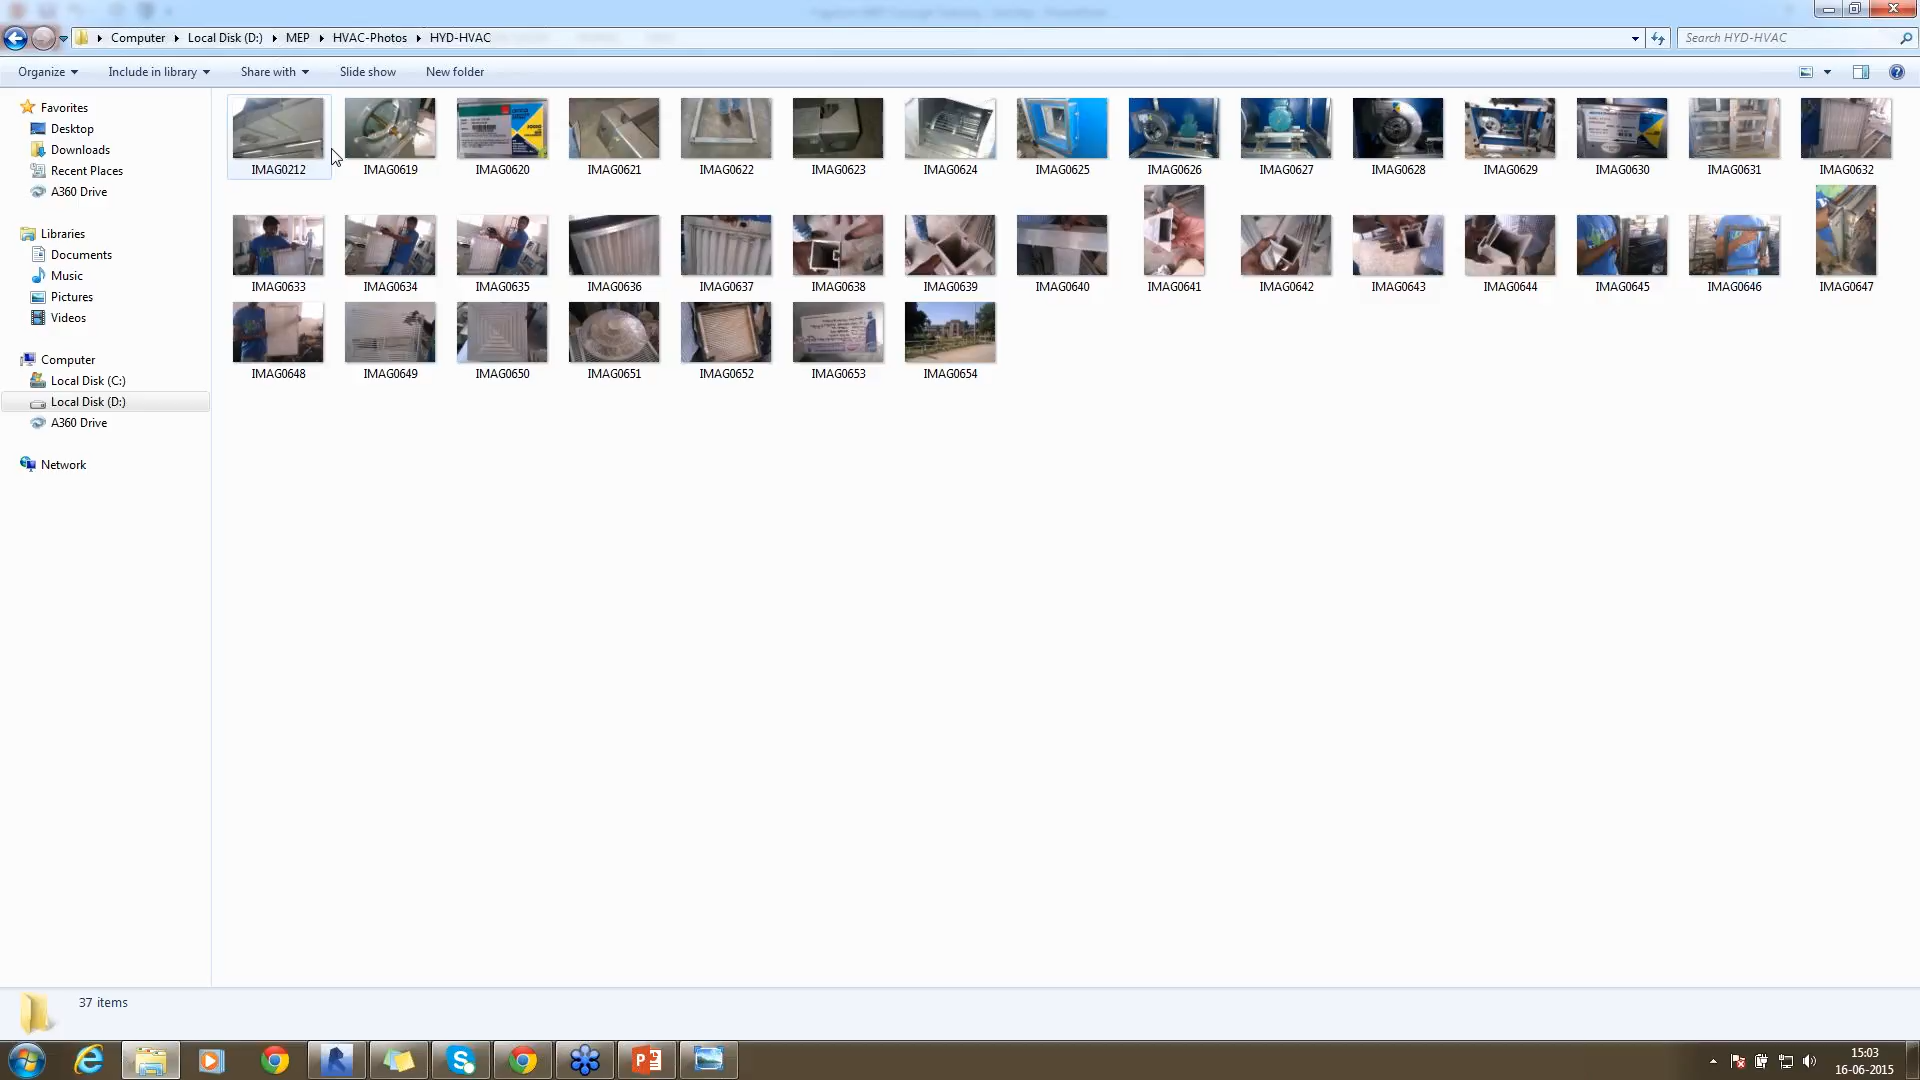 Computer Local Disk (D:) MEP HVAC-Photos HYD-HVAC Search HYD-HVAC
Organize Include in library Share with Slide show New folder
Favorites
Desktop
Downloads
Recent Places
A360 Drive
Libraries
Documents
Music
Pictures
Videos
Computer
Local Disk (C:)
Local Disk (D:)
A360 Drive
Network
IMAG0212 IMAG0619 IMAG0620 IMAG0621 IMAG0622 IMAG0623 IMAG0624 IMAG0625 IMAG0626 IMAG0627 IMAG0628 IMAG0629 IMAG0630 IMAG0631 IMAG0632
IMAG0633 IMAG0634 IMAG0635 IMAG0636 IMAG0637 IMAG0638 IMAG0639 IMAG0640 IMAG0641 IMAG0642 IMAG0643 IMAG0644 IMAG0645 IMAG0646 IMAG0647
IMAG0648 IMAG0649 IMAG0650 IMAG0651 IMAG0652 IMAG0653 IMAG0654
37 items
15:03
16-06-2015